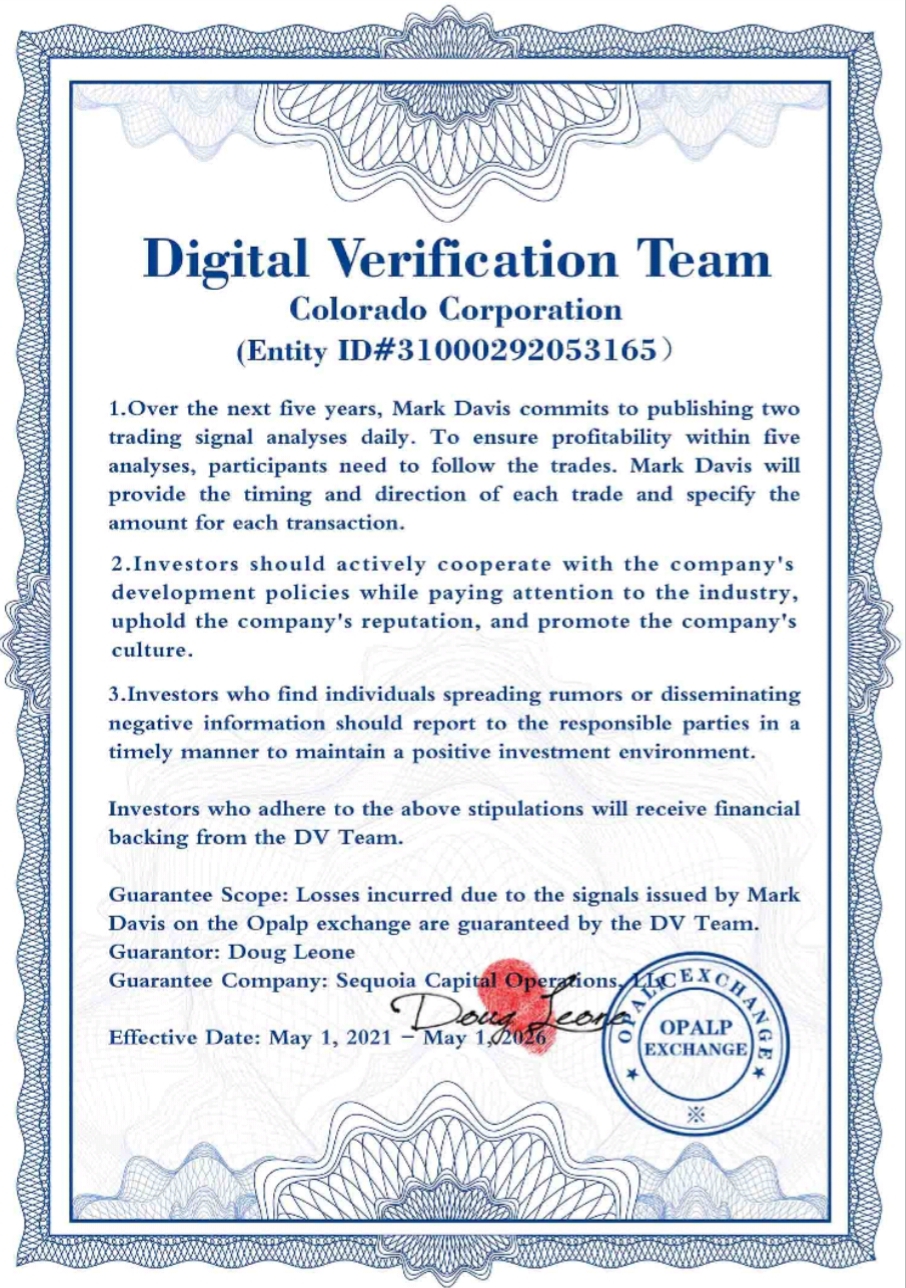 Digital Verification Team
Colorado Corporation
(Entity ID#31000292053165）
1.Over the next five years, Mark Davis commits to publishing two
trading signal analyses daily. To ensure profitability within five
analyses, participants need to follow the trades. Mark Davis will
provide the timing and direction of each trade and specify the
amount for each transaction.
2.Investors should actively cooperate with the company's
development policies while paying attention to the industry,
uphold the company's reputation, and promote the company's
culture.
3.Investors who find individuals spreading rumors or disseminating
negative information should report to the responsible parties in a
timely manner to maintain a positive investment environment.
Investors who adhere to the above stipulations will receive financial
backing from the DV Team.
Guarantee Scope: Losses incurred due to the signals issued by Mark
Davis on the Opalp exchange are guaranteed by the DV Team.
Guarantor: Doug Leone
Guarantee Company: Sequoia Capital Operations, LLC
Doug Leone
Effective Date: May 1, 2021 – May 1, 2026
OPALP EXCHANGE
OPALP
EXCHANGE